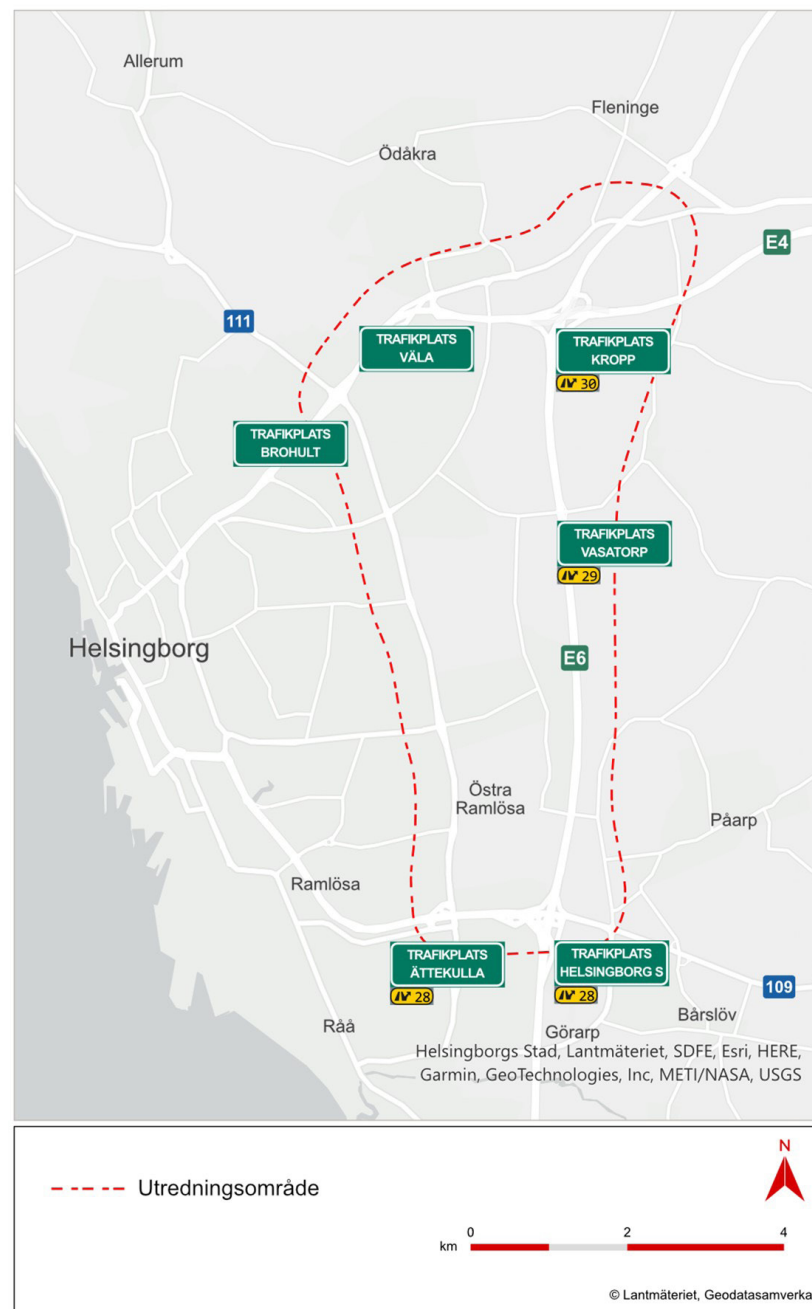 Allerum
Fleninge
Ödåkra
E4
111
TRAFIKPLATS
VÄLA
TRAFIKPLATS
KROPP
30
TRAFIKPLATS
BROHULT
TRAFIKPLATS
VASATORP
29
Helsingborg
E6
Östra
Ramlösa
Påarp
Ramlösa
TRAFIKPLATS
ÄTTEKULLA
28
TRAFIKPLATS
HELSINGBORG S
28
109
Bårslöv
Råå
Görarp
Helsingborgs Stad, Lantmäteriet, SDFE, Esri, HERE,
Garmin, GeoTechnologies, Inc, METI/NASA, USGS
Utredningsområde
N
0 2 4
km
© Lantmäteriet, Geodatasamverka